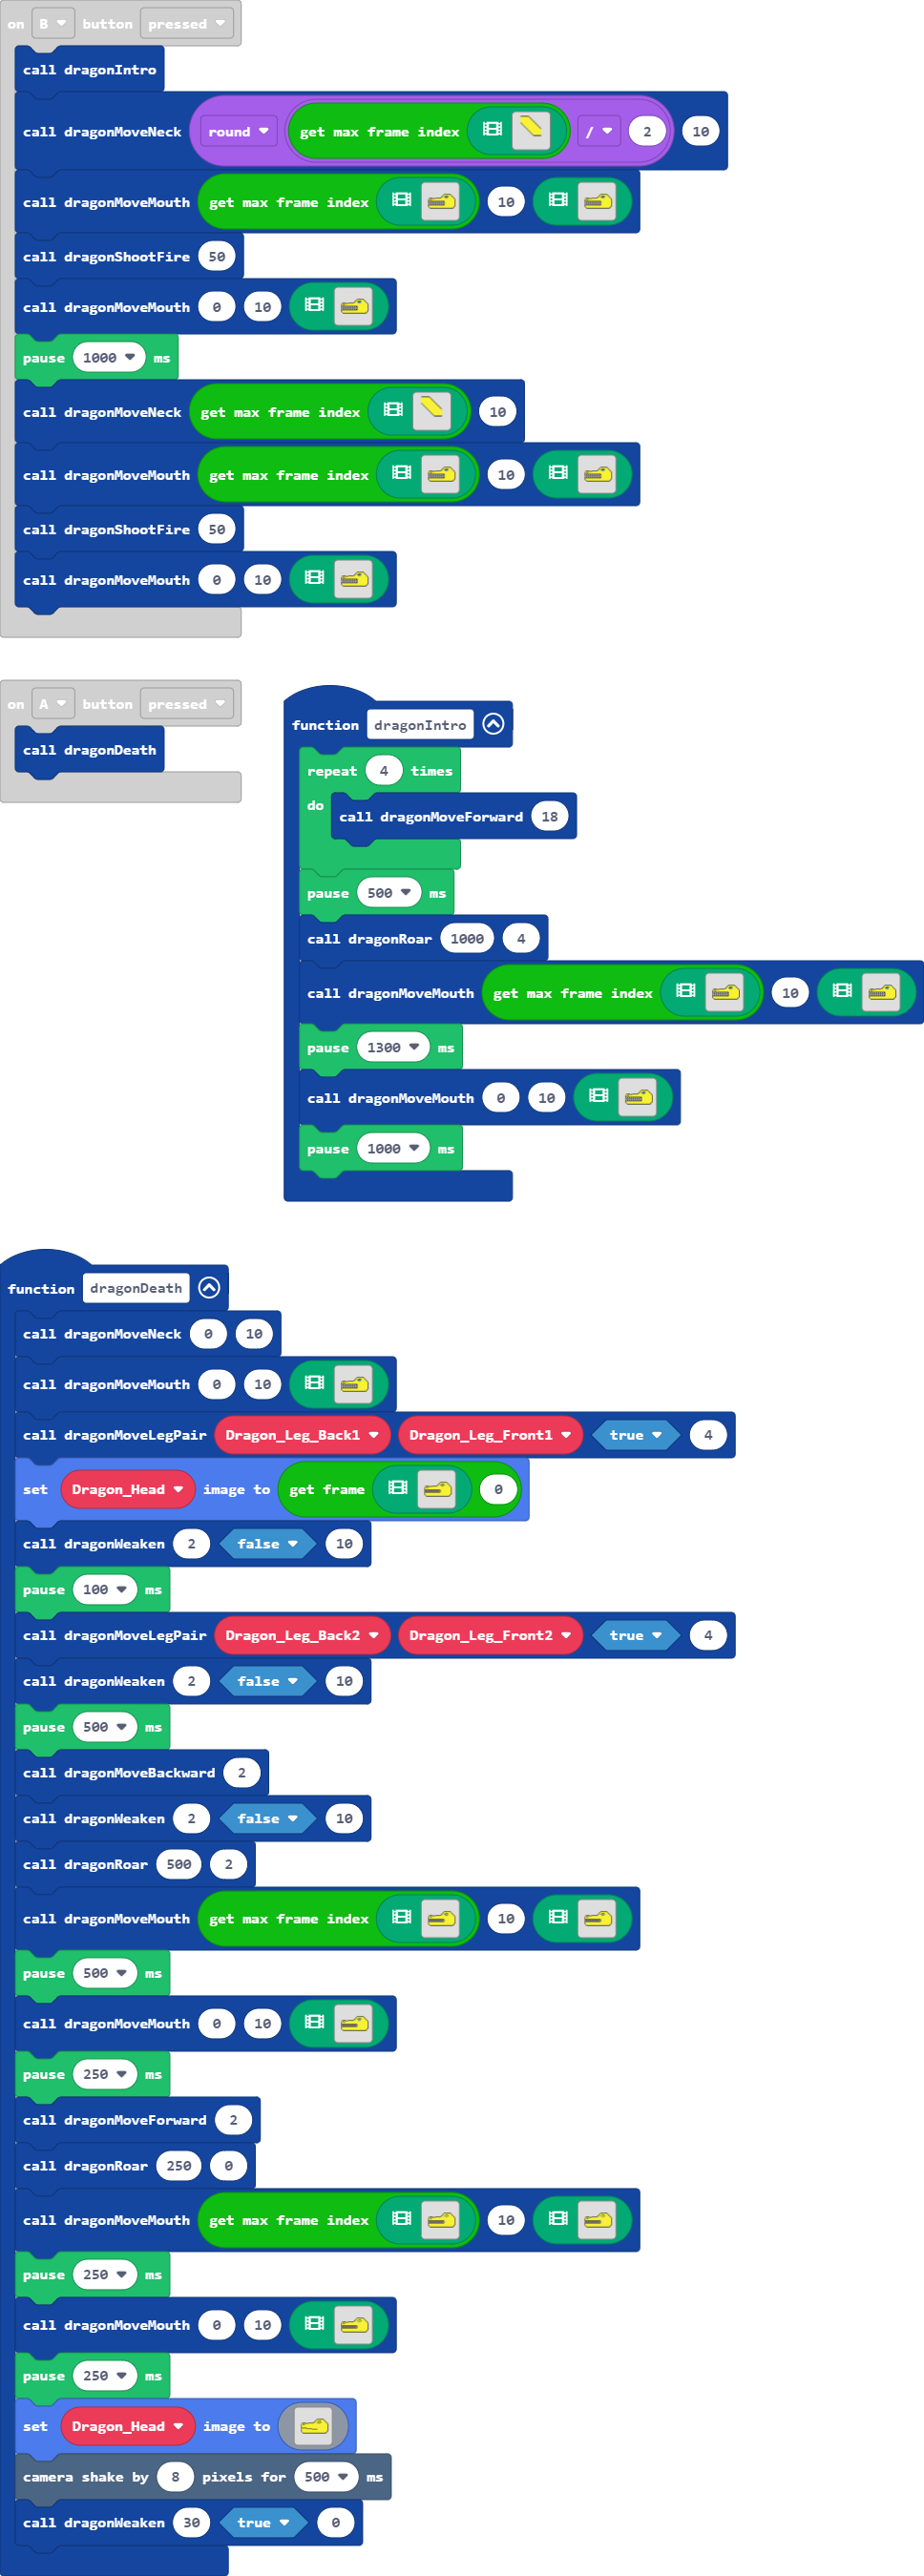 on B button pressed
call dragonIntro
call dragonMoveNeck round get max frame index / 2 10
call dragonMoveMouth get max frame index 10
call dragonShootFire 50
call dragonMoveMouth 0 10
pause 1000 ms
call dragonMoveNeck get max frame index 10
call dragonMoveMouth get max frame index 10
call dragonShootFire 50
call dragonMoveMouth 0 10
on A button pressed
call dragonDeath
function dragonIntro
repeat 4 times
do
call dragonMoveForward 18
pause 500 ms
call dragonRoar 1000 4
call dragonMoveMouth get max frame index 10
pause 1300 ms
call dragonMoveMouth 0 10
pause 1000 ms
function dragonDeath
call dragonMoveNeck 0 10
call dragonMoveMouth 0 10
call dragonMoveLegPair Dragon_Leg_Back1 Dragon_Leg_Front1 true 4
set Dragon_Head image to get frame 0
call dragonWeaken 2 false 10
pause 100 ms
call dragonMoveLegPair Dragon_Leg_Back2 Dragon_Leg_Front2 true 4
call dragonWeaken 2 false 10
pause 500 ms
call dragonMoveBackward 2
call dragonWeaken 2 false 10
call dragonRoar 500 2
call dragonMoveMouth get max frame index 10
pause 500 ms
call dragonMoveMouth 0 10
pause 250 ms
call dragonMoveForward 2
call dragonRoar 250 0
call dragonMoveMouth get max frame index 10
pause 250 ms
call dragonMoveMouth 0 10
pause 250 ms
set Dragon_Head image to
camera shake by 8 pixels for 500 ms
call dragonWeaken 30 true 0